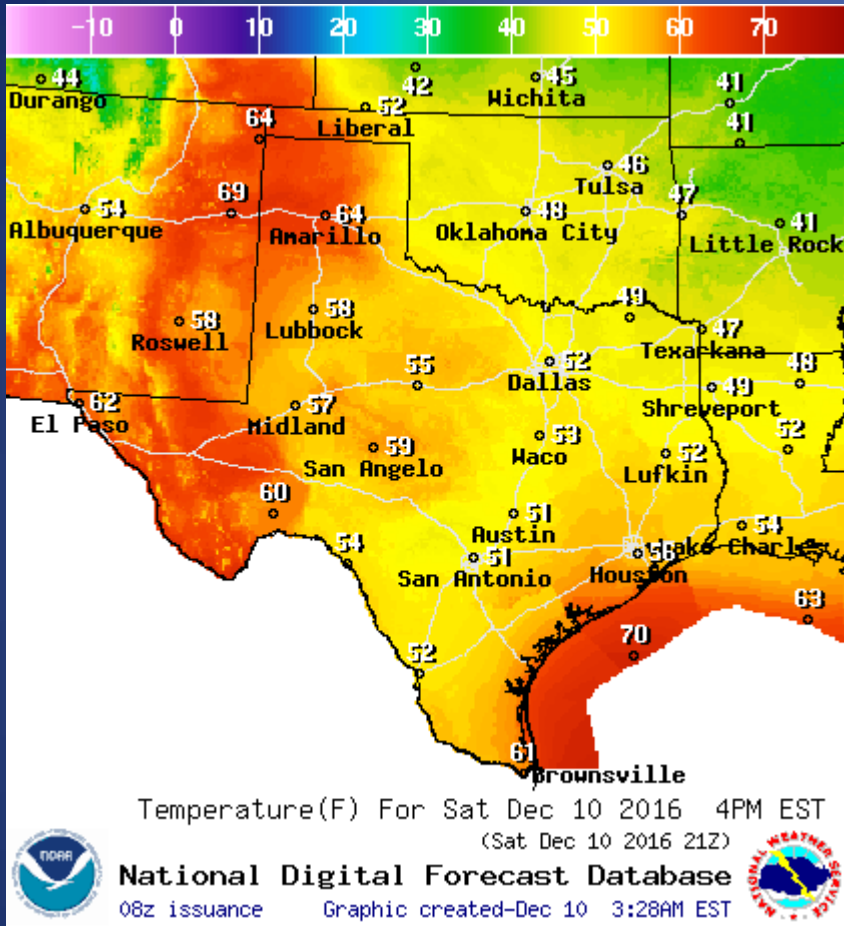 -10 0 10 20 30 40 50 60 70
44
Durango
42
45
Wichita
41
52
Liberal
64
41
46
Tulsa
54
Albuquerque
69
64
Amarillo
48
Oklahoma City
47
41
Little Rock
58
Roswell
58
Lubbock
49
47
Texarkana
55
52
Dallas
49
Shreveport
48
62
El Paso
57
Midland
59
San Angelo
53
Waco
52
Lufkin
52
60
51
Austin
54
54
51
San Antonio
Houston
Lake Charles
63
70
52
61
Brownsville
Temperature(F) For Sat Dec 10 2016 4PM EST
(Sat Dec 10 2016 21Z)
National Digital Forecast Database
08z issuance Graphic created-Dec 10 3:28AM EST
NOAA
NATIONAL WEATHER SERVICE